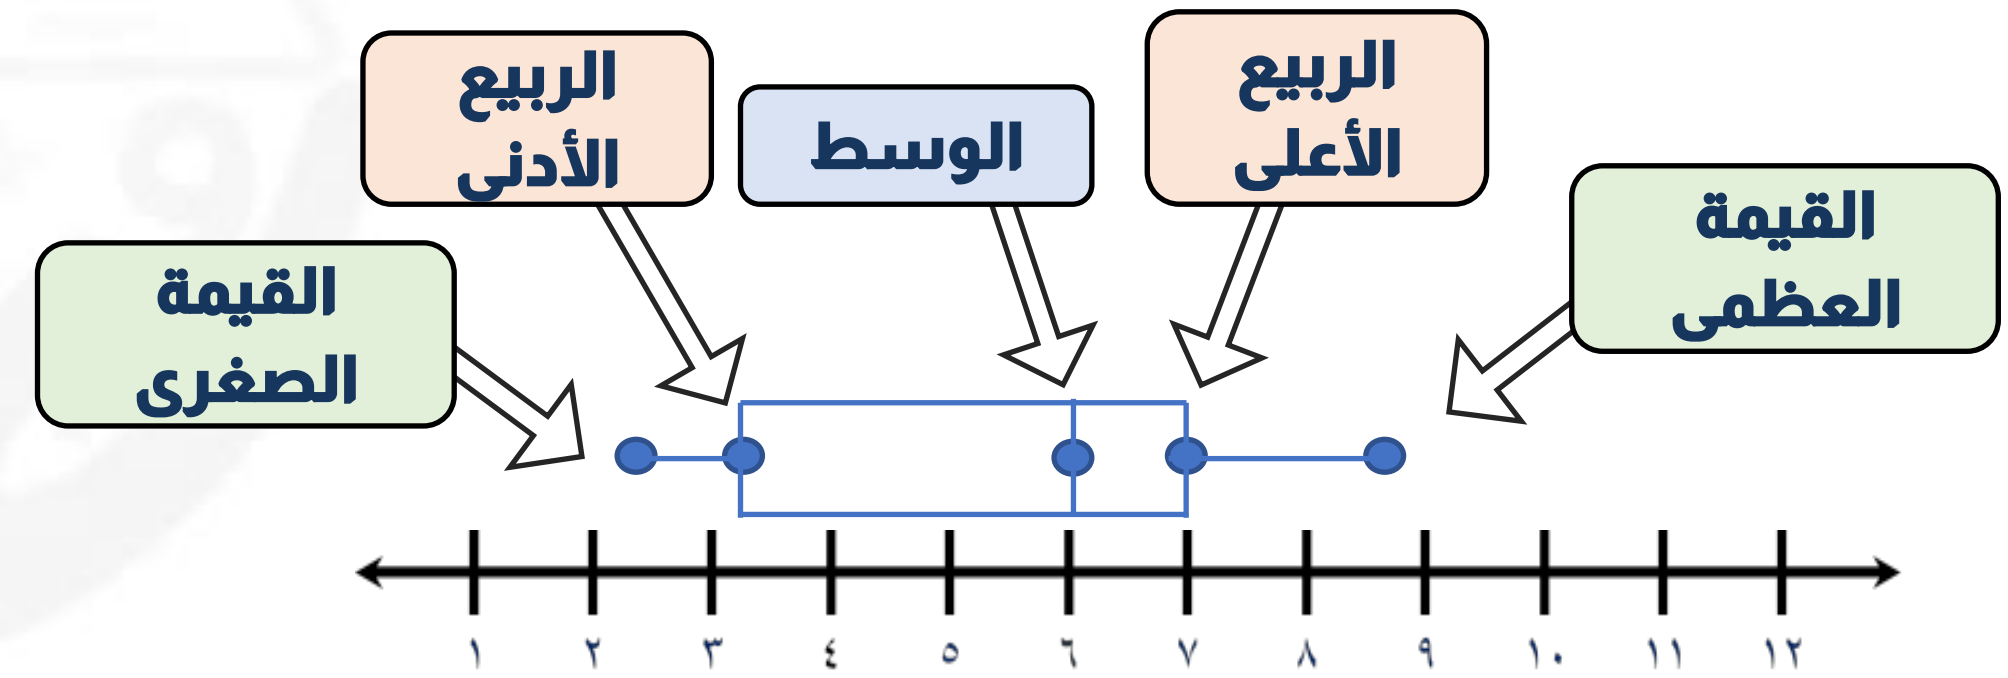 الربيع
الأعلى
الربيع
الأدنى
الوسط
القيمة
العظمى
القيمة
الصغرى
١ ٢ ٣ ٤ ٥ ٦ ٧ ٨ ٩ ١٠ ١١ ١٢